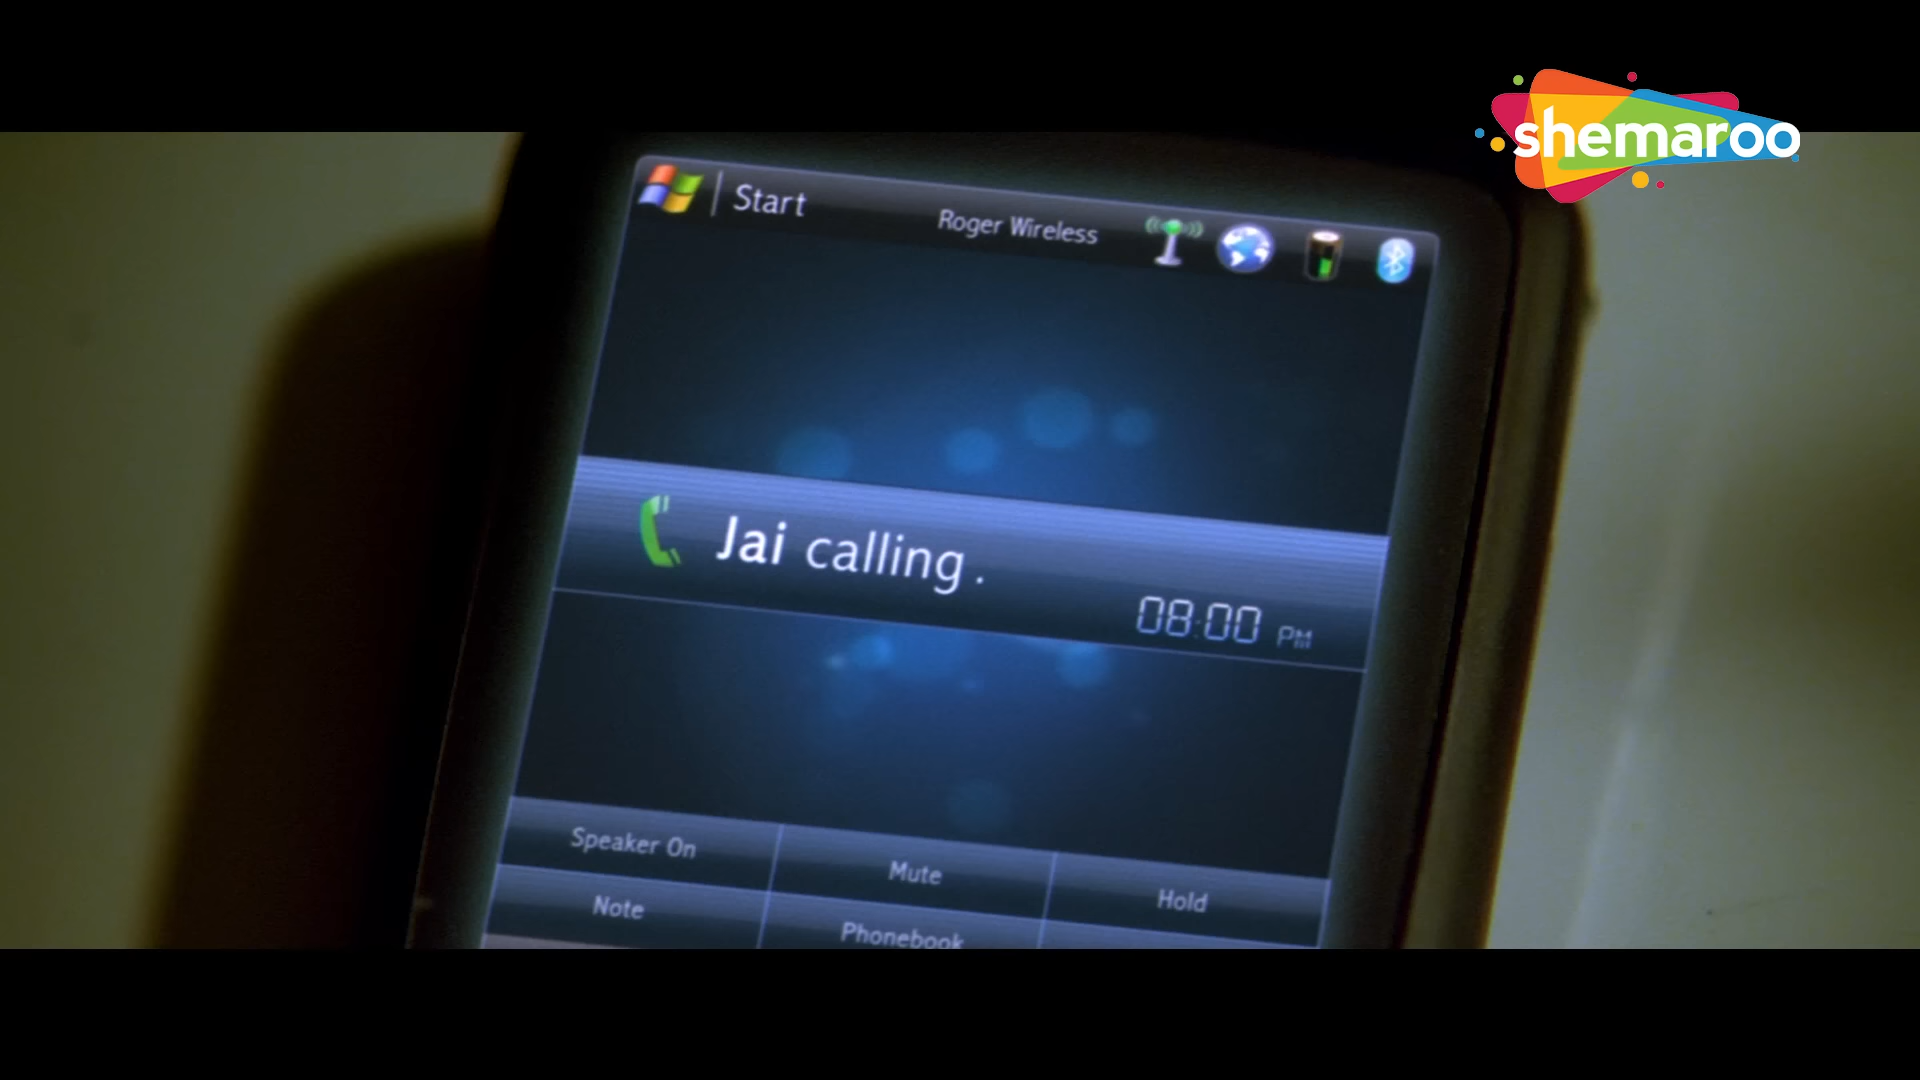 shemaroo
Start
Roger Wireless
Jai calling.
08:00 PM
Speaker On
Mute
Hold
Note
Phonebook